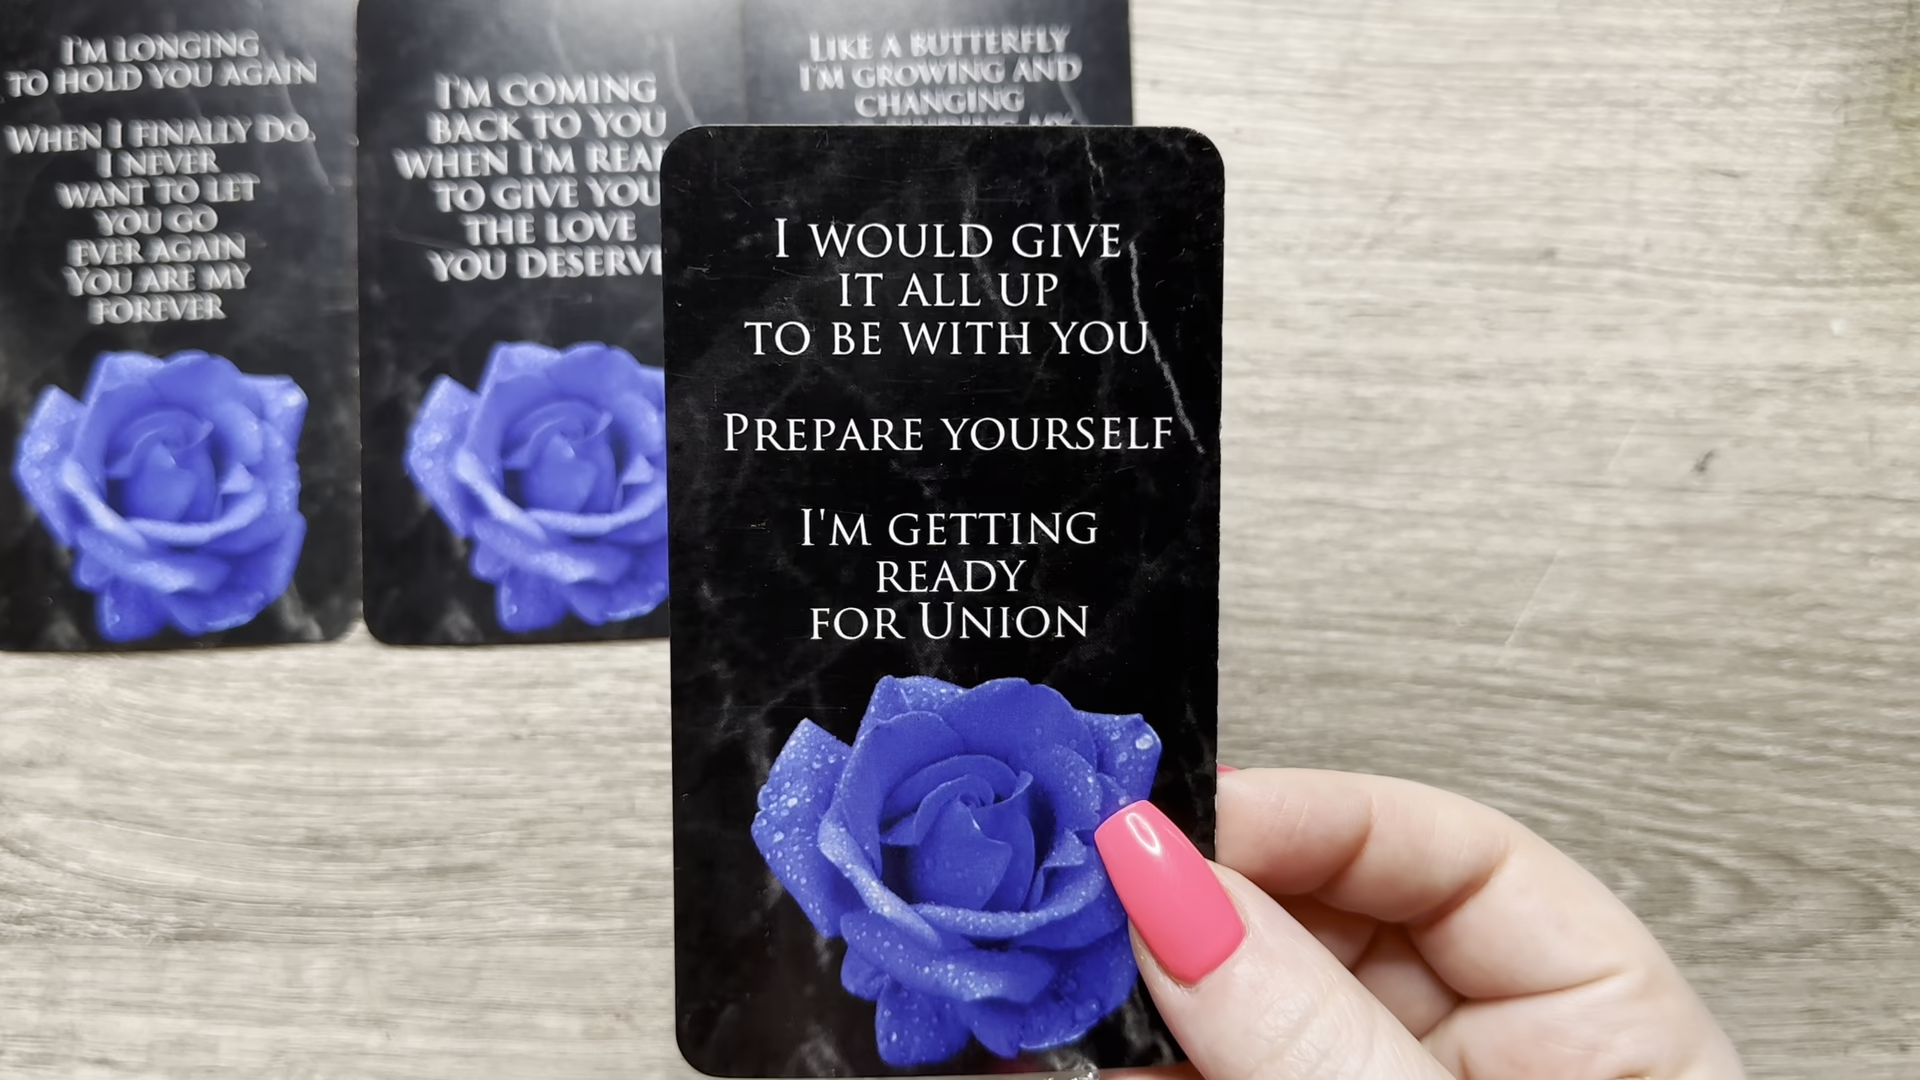 I'M LONGING
TO HOLD YOU AGAIN
WHEN I FINALLY DO,
I NEVER
WANT TO LET
YOU GO
EVER AGAIN
YOU ARE MY
FOREVER
I'M COMING
BACK TO YOU
WHEN I'M
TO GIVE YOU
THE LOVE
YOU
LIKE A BUTTERFLY
I'M GROWING AND
CHANGING
I WOULD GIVE
IT ALL UP
TO BE WITH YOU
PREPARE YOURSELF
I'M GETTING
READY
FOR UNION